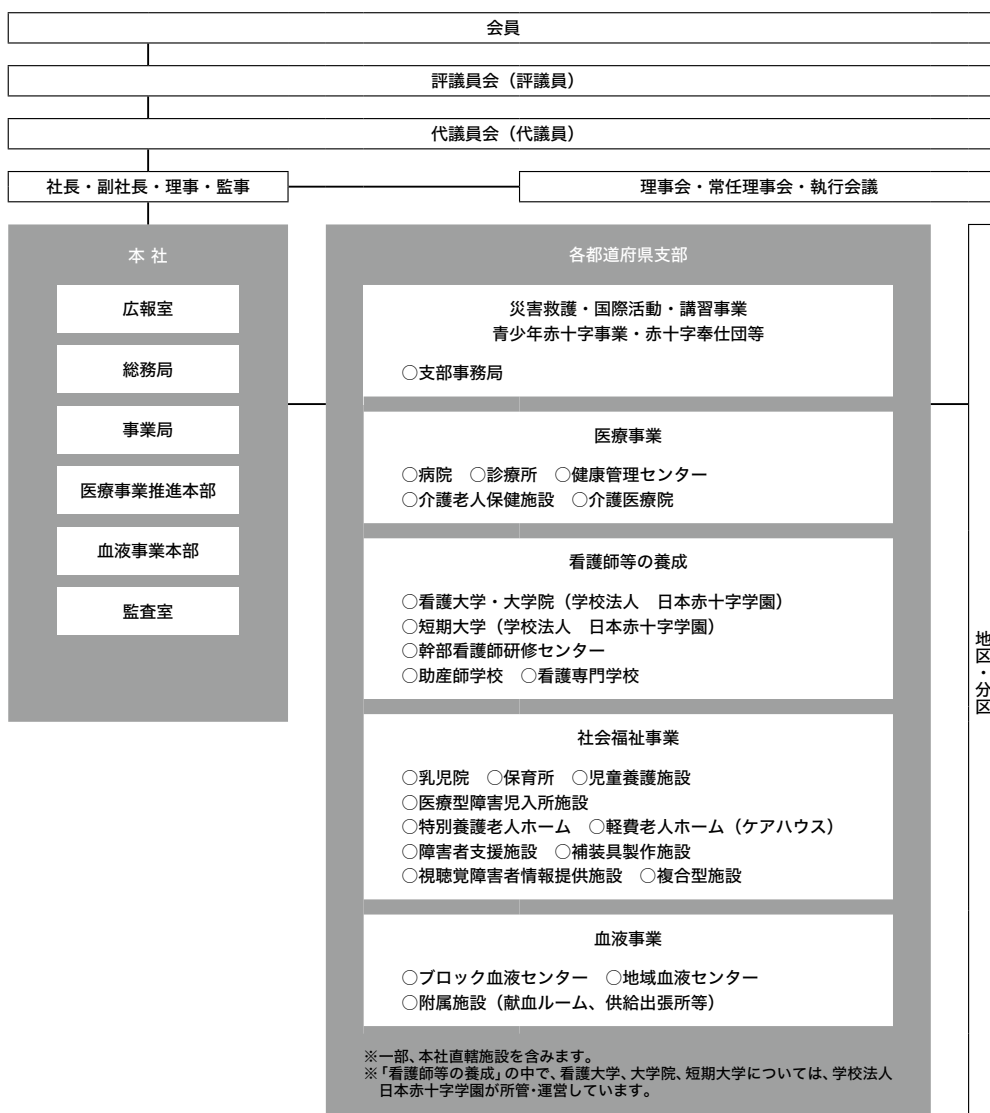 会員
評議員会（評議員）
代議員会（代議員）
社長・副社長・理事・監事
理事会・常任理事会・執行会議
本 社
広報室
総務局
事業局
医療事業推進本部
血液事業本部
監査室
各都道府県支部
災害救護・国際活動・講習事業
青少年赤十字事業・赤十字奉仕団等
○支部事務局
医療事業
○病院　○診療所　○健康管理センター
○介護老人保健施設　○介護医療院
看護師等の養成
○看護大学・大学院（学校法人　日本赤十字学園）
○短期大学（学校法人　日本赤十字学園）
○幹部看護師研修センター
○助産師学校　○看護専門学校
社会福祉事業
○乳児院　○保育所　○児童養護施設
○医療型障害児入所施設
○特別養護老人ホーム　○軽費老人ホーム（ケアハウス）
○障害者支援施設　○補装具製作施設
○視聴覚障害者情報提供施設　○複合型施設
血液事業
○ブロック血液センター　○地域血液センター
○附属施設（献血ルーム、供給出張所等）
※一部、本社直轄施設を含みます。
※「看護師等の養成」の中で、看護大学、大学院、短期大学については、学校法人
日本赤十字学園が所管・運営しています。
地区・分区